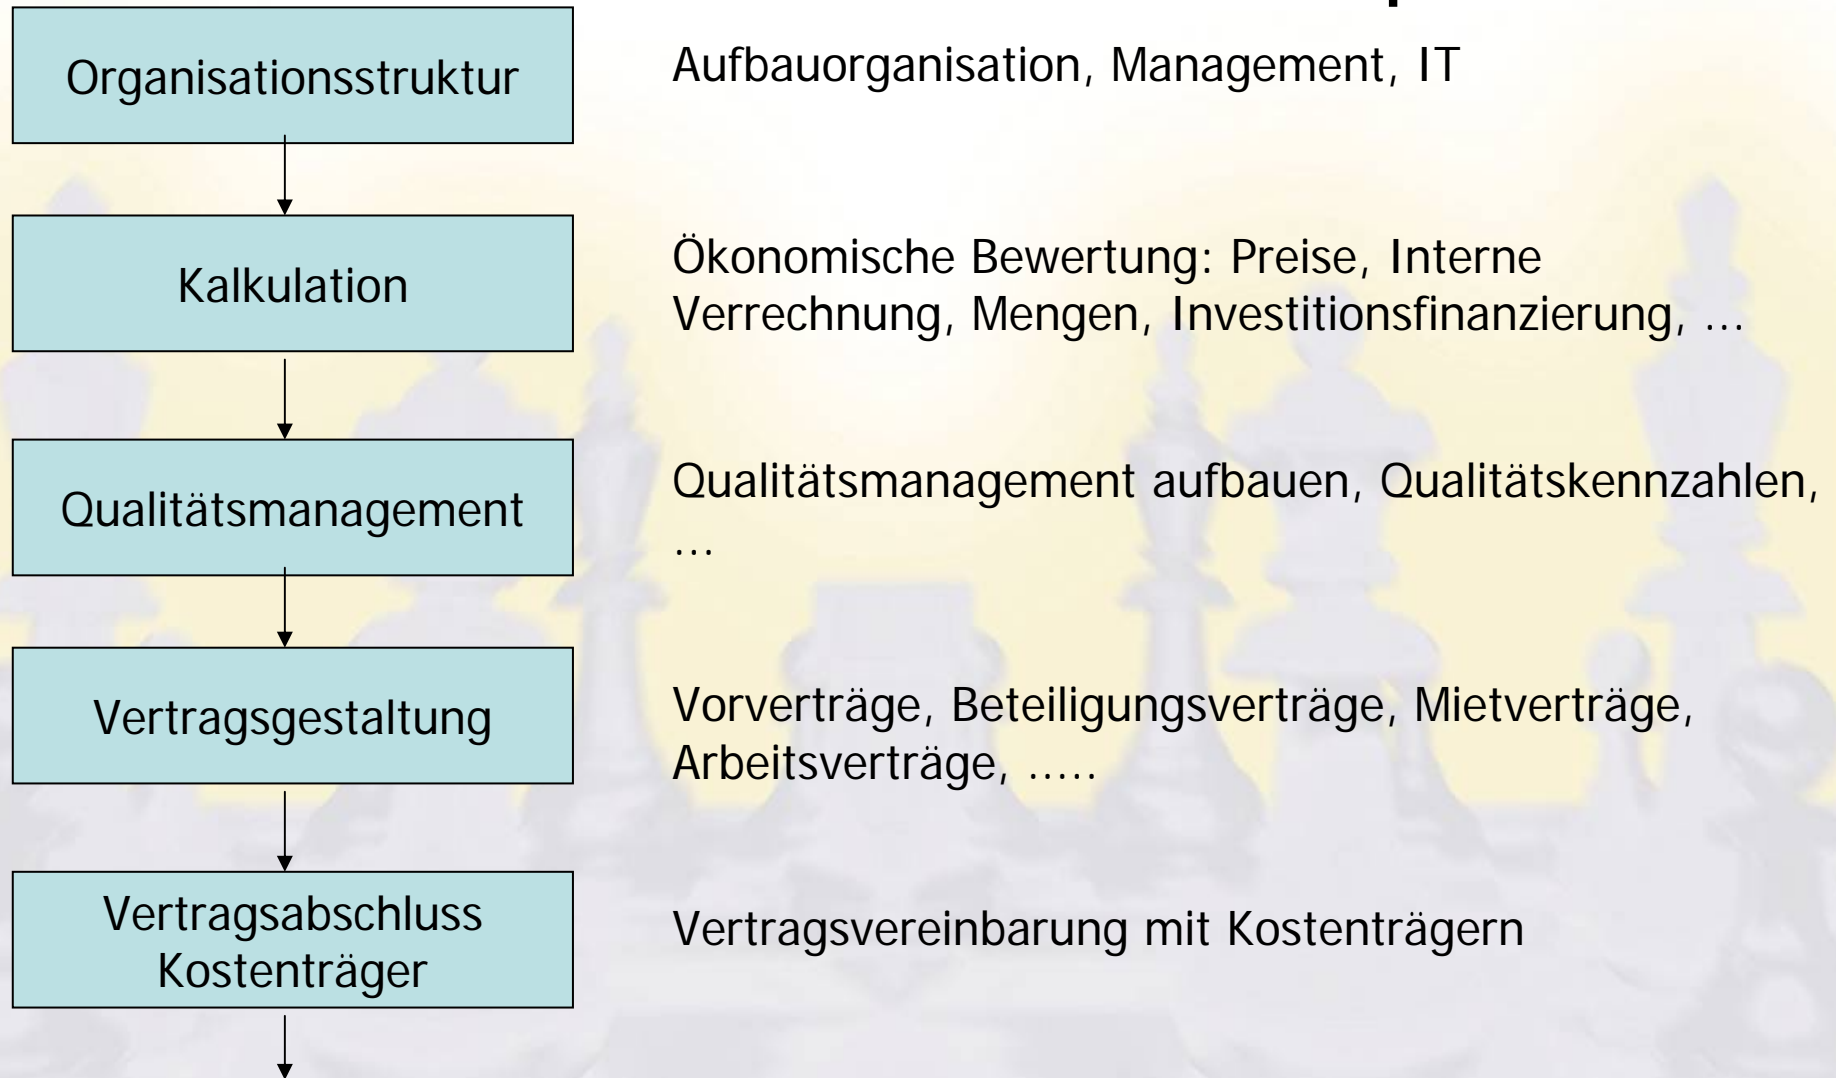 Organisationsstruktur
Aufbauorganisation, Management, IT
Kalkulation
Ökonomische Bewertung: Preise, Interne
Verrechnung, Mengen, Investitionsfinanzierung, ...
Qualitätsmanagement
Qualitätsmanagement aufbauen, Qualitätskennzahlen,
...
Vertragsgestaltung
Vorverträge, Beteiligungsverträge, Mietverträge,
Arbeitsverträge, .....
Vertragsabschluss
Kostenträger
Vertragsvereinbarung mit Kostenträgern